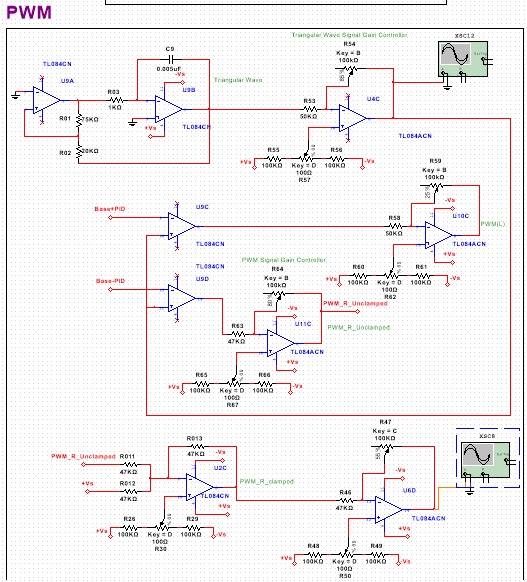 PWM
Triangular Wave Signal Gain Controller
XSC12
R54
Key = B
100kΩ
C9
0.005uF
TL084CN
U9A
-Vs
Triangular Wave
R03
1KΩ
U9B
R53
50KΩ
U4C
R01
75KΩ
+Vs
TL084CN
TL084ACN
R02
20KΩ
R55
R56
+Vs
-Vs
100KΩ
Key = D
100KΩ
100Ω
R57
R59
Key = B
100kΩ
-Vs
Base+PID
U9C
R58
U10C
PWM(L)
50KΩ
TL084CN
TL084ACN
+Vs
TL084CN
PWM Signal Gain Controller
R60
R61
+Vs
-Vs
R64
Key = B
100kΩ
100KΩ
Key = D
100KΩ
100Ω
R62
Base-PID
U9D
-Vs
PWM_R_Unclamped
R63
47KΩ
U11C
PWM_R_Unclamped
TL084ACN
+Vs
R65
R66
+Vs
-Vs
100KΩ
Key = D
100KΩ
100Ω
R67
R013
47KΩ
R47
Key = C
100KΩ
XSC8
PWM_R_Unclamped
R011
47KΩ
-Vs
U2C
PWM_R_clamped
-Vs
+Vs
R012
47KΩ
TL084CN
R46
47KΩ
U6D
TL084ACN
+Vs
+Vs
R26
R29
+Vs
-Vs
100KΩ
Key = D
100KΩ
100Ω
R30
R48
R49
+Vs
-Vs
100KΩ
Key = D
100KΩ
100Ω
R50